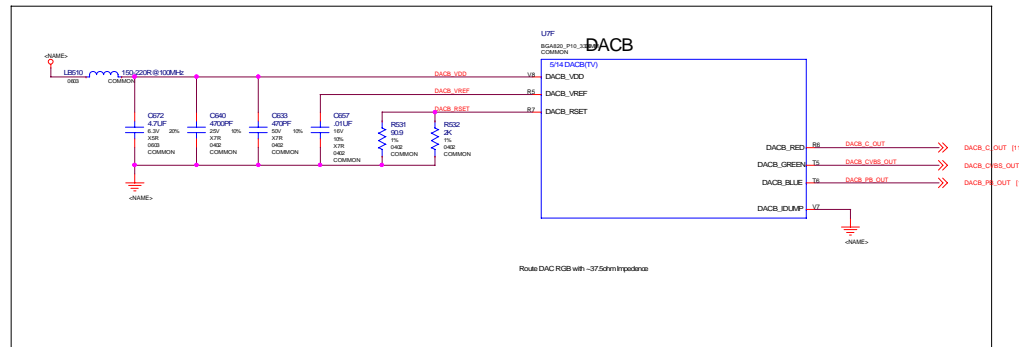 U7F
BGA820_P10_33MM
COMMON
DACB
5/14 DACB(TV)
<NAME>
LB510
150_220R@100MHz
0603
COMMON
DACB_VDD
V8
DACB_VDD
DACB_VREF
R5
DACB_VREF
DACB_RSET
R7
DACB_RSET
C672
4.7UF
6.3V 20%
X5R
0603
COMMON
C640
4700PF
25V 10%
X7R
0402
COMMON
C633
470PF
50V 10%
X7R
0402
COMMON
C657
.01UF
16V
10%
X7R
0402
COMMON
R531
90.9
1%
0402
COMMON
R532
2K
1%
0402
COMMON
<NAME>
DACB_RED
R6
DACB_C_OUT
DACB_C_OUT [11
DACB_GREEN
T5
DACB_CVBS_OUT
DACB_CVBS_OUT
DACB_BLUE
T6
DACB_PB_OUT
DACB_PB_OUT [
DACB_IDUMP
V7
<NAME>
Route DAC RGB with ~37.5ohm Impedance